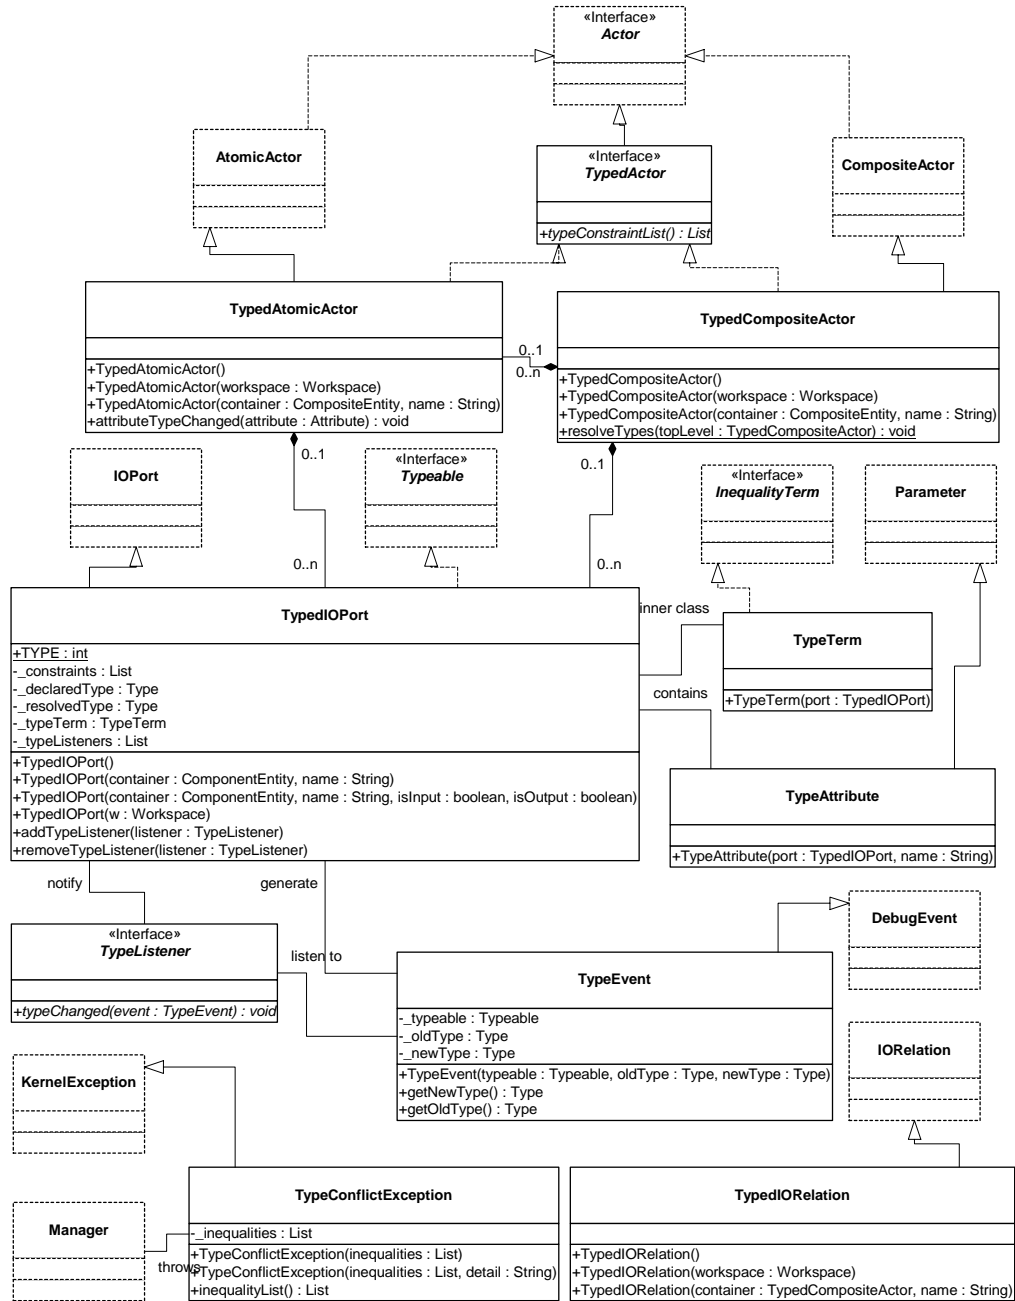 «Interface»
Actor
AtomicActor
«Interface»
TypedActor
+typeConstraintList() : List
CompositeActor
TypedAtomicActor
+TypedAtomicActor()
+TypedAtomicActor(workspace : Workspace)
+TypedAtomicActor(container : CompositeEntity, name : String)
+attributeTypeChanged(attribute : Attribute) : void
0..1
0..n
TypedCompositeActor
+TypedCompositeActor()
+TypedCompositeActor(workspace : Workspace)
+TypedCompositeActor(container : CompositeEntity, name : String)
+resolveTypes(topLevel : TypedCompositeActor) : void
0..1
0..1
IOPort
«Interface»
Typeable
«Interface»
InequalityTerm
Parameter
0..n
0..n
TypedIOPort
+TYPE : int
-_constraints : List
-_declaredType : Type
-_resolvedType : Type
-_typeTerm : TypeTerm
-_typeListeners : List
+TypedIOPort()
+TypedIOPort(container : ComponentEntity, name : String)
+TypedIOPort(container : ComponentEntity, name : String, isInput : boolean, isOutput : boolean)
+TypedIOPort(w : Workspace)
+addTypeListener(listener : TypeListener)
+removeTypeListener(listener : TypeListener)
inner class
TypeTerm
+TypeTerm(port : TypedIOPort)
contains
TypeAttribute
+TypeAttribute(port : TypedIOPort, name : String)
notify
generate
«Interface»
TypeListener
+typeChanged(event : TypeEvent) : void
listen to
TypeEvent
-_typeable : Typeable
-_oldType : Type
-_newType : Type
+TypeEvent(typeable : Typeable, oldType : Type, newType : Type)
+getNewType() : Type
+getOldType() : Type
DebugEvent
IORelation
KernelException
Manager
throws
TypeConflictException
-_inequalities : List
+TypeConflictException(inequalities : List)
+TypeConflictException(inequalities : List, detail : String)
+inequalityList() : List
TypedIORelation
+TypedIORelation()
+TypedIORelation(workspace : Workspace)
+TypedIORelation(container : TypedCompositeActor, name : String)